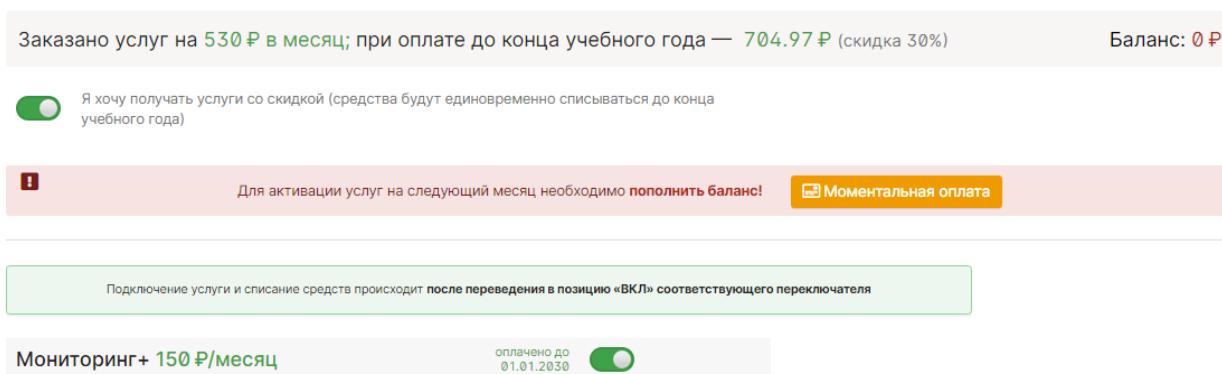 Заказано услуг на 530 ₽ в месяц; при оплате до конца учебного года — 704.97 ₽ (скидка 30%) Баланс: 0 ₽
Я хочу получать услуги со скидкой (средства будут единовременно списываться до конца
учебного года)
Для активации услуг на следующий месяц необходимо пополнить баланс! Моментальная оплата
Подключение услуги и списание средств происходит после переведения в позицию «ВКЛ» соответствующего переключателя
Мониторинг+ 150 ₽/месяц
оплачено до
01.01.2030